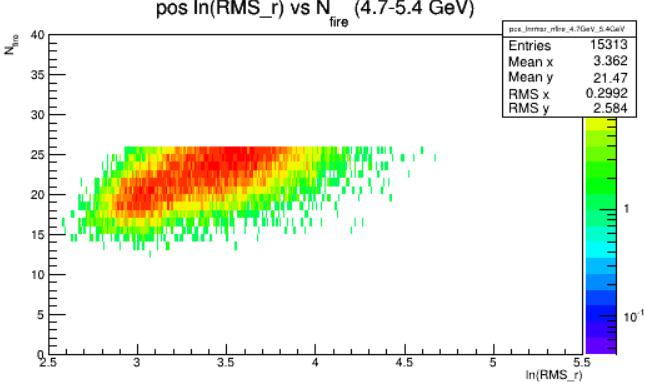 pos ln(RMS_r) vs N_fire (4.7-5.4 GeV)
pos_lnrmsr_nfire_4.7GeV_5.4GeV
Entries 15313
Mean x 3.362
Mean y 21.47
RMS x 0.2992
RMS y 2.584
N_fire
40
35
30
25
20
15
10
5
0
2.5 3 3.5 4 4.5 5 5.5
ln(RMS_r)
1
10^-1